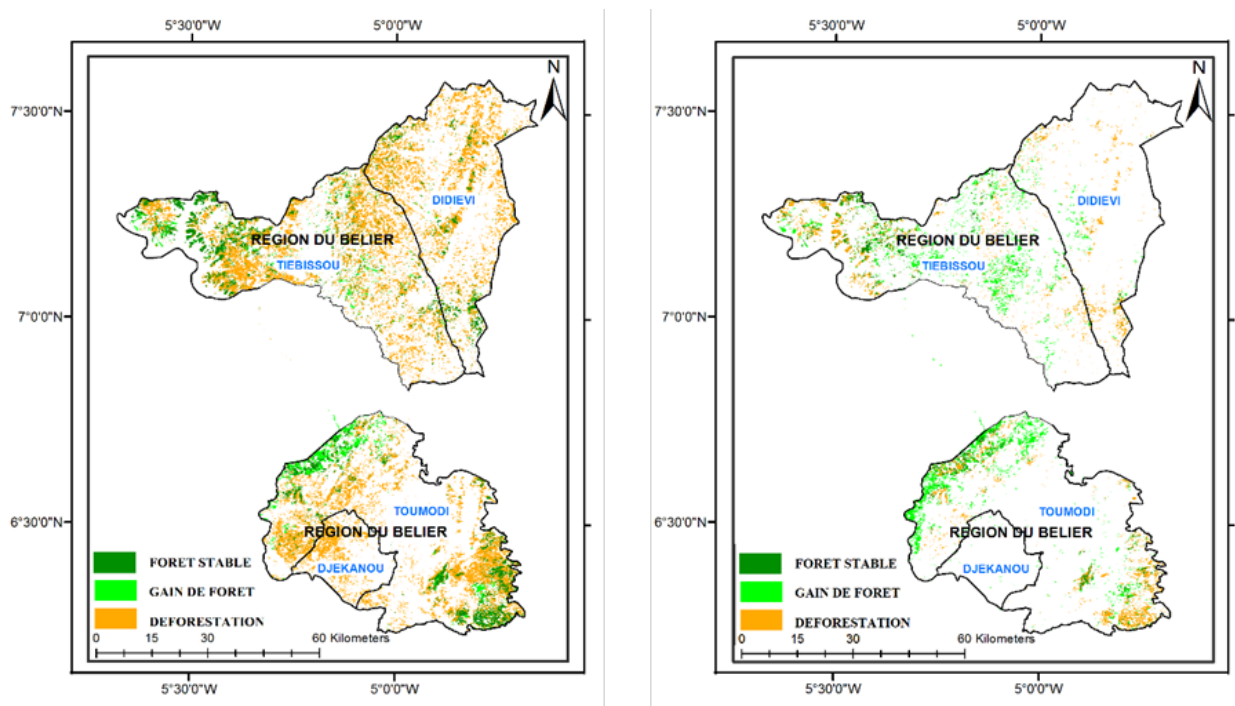 5°30'0"W 5°0'0"W
N
7°30'0"N
DIDIEVI
REGION DU BELIER
TIEBISSOU
7°0'0"N
TOUMODI
6°30'0"N
REGION DU BELIER
DJEKANOU
FORET STABLE
GAIN DE FORET
DEFORESTATION
0 15 30 60 Kilometers
5°30'0"W 5°0'0"W
5°30'0"W 5°0'0"W
N
7°30'0"N
DIDIEVI
REGION DU BELIER
TIEBISSOU
7°0'0"N
TOUMODI
6°30'0"N
REGION DU BELIER
DJEKANOU
FORET STABLE
GAIN DE FORET
DEFORESTATION
0 15 30 60 Kilometers
5°30'0"W 5°0'0"W